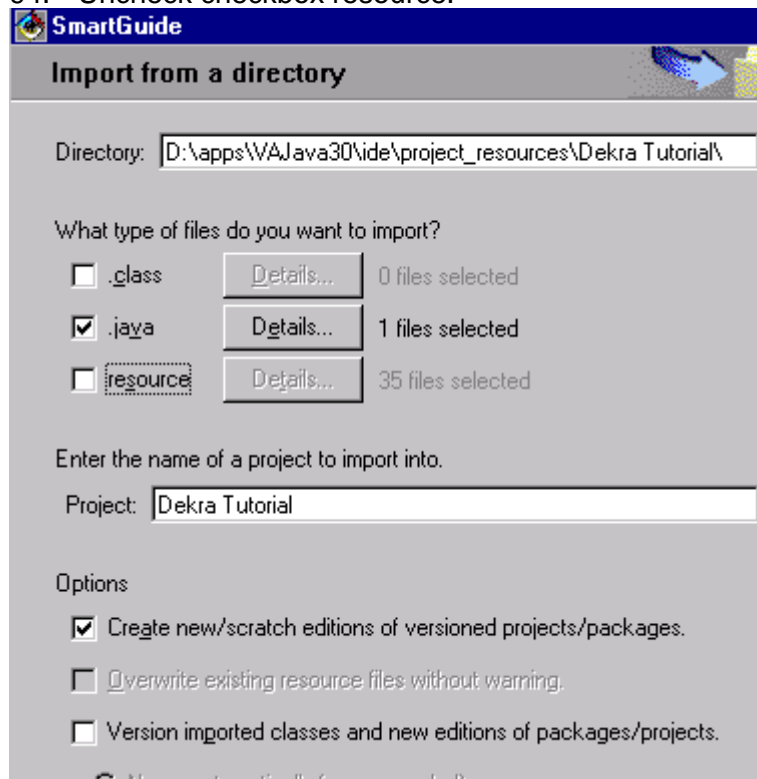 Uncheck checkbox resource.
SmartGuide
Import from a directory
Directory: D:\apps\VAJava30\ide\project_resources\Dekra Tutorial\
What type of files do you want to import?
.class Details... 0 files selected
.java Details... 1 files selected
resource Details... 35 files selected
Enter the name of a project to import into.
Project: Dekra Tutorial
Options
Create new/scratch editions of versioned projects/packages.
Overwrite existing resource files without warning.
Version imported classes and new editions of packages/projects.